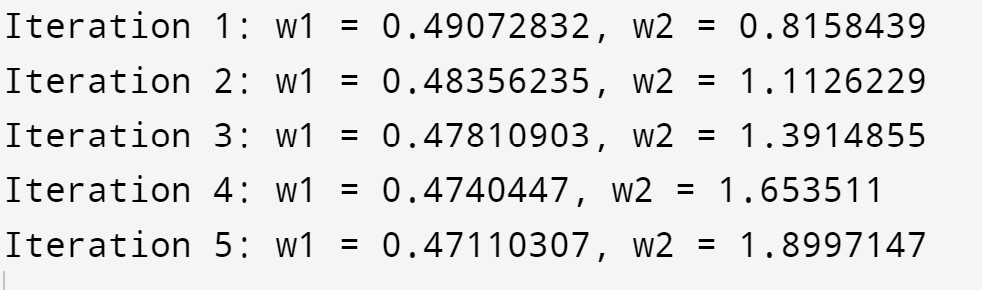 Iteration 1: w1 = 0.49072832, w2 = 0.8158439
Iteration 2: w1 = 0.48356235, w2 = 1.1126229
Iteration 3: w1 = 0.47810903, w2 = 1.3914855
Iteration 4: w1 = 0.4740447, w2 = 1.653511
Iteration 5: w1 = 0.47110307, w2 = 1.8997147